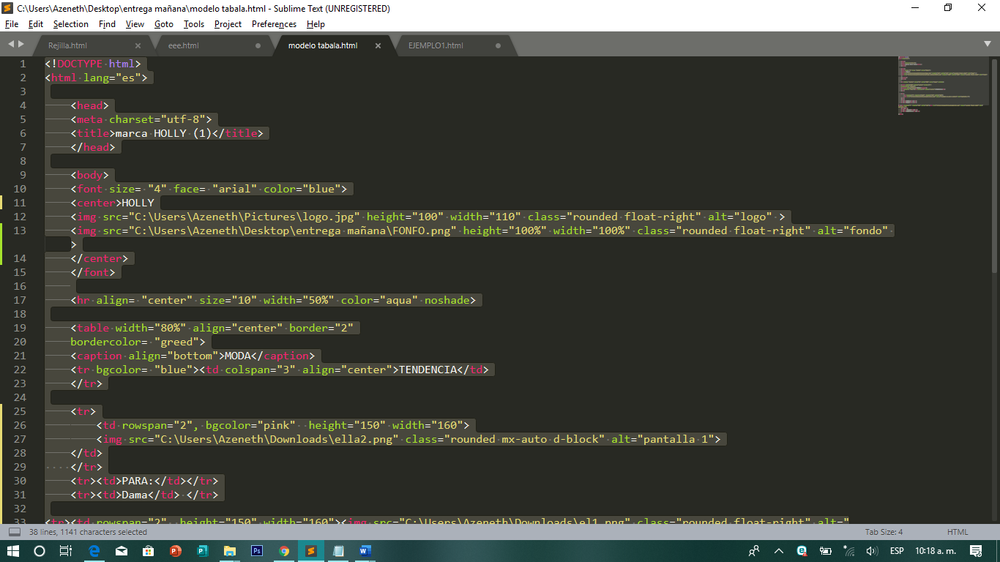 C:\Users\Azeneth\Desktop\entrega mañana\modelo tabala.html - Sublime Text (UNREGISTERED)
File Edit Selection Find View Goto Tools Project Preferences Help
Rejilla.html eee.html modelo tabala.html EJEMPLO1.html
1 <!DOCTYPE html>
2 <html lang="es">
3
4 <head>
5 <meta charset="utf-8">
6 <title>marca HOLLY (1)</title>
7 </head>
8
9 <body>
10 <font size= "4" face= "arial" color="blue">
11 <center>HOLLY
12 <img src="C:\Users\Azeneth\Pictures\logo.jpg" height="100" width="110" class="rounded float-right" alt="logo" >
13 <img src="C:\Users\Azeneth\Desktop\entrega mañana\FONFO.png" height="100%" width="100%" class="rounded float-right" alt="fondo"
>
14 </center>
15 </font>
16
17 <hr align= "center" size="10" width="50%" color="aqua" noshade>
18
19 <table width="80%" align="center" border="2"
20 bordercolor= "greed">
21 <caption align="bottom">MODA</caption>
22 <tr bgcolor= "blue"><td colspan="3" align="center">TENDENCIA</td>
23 </tr>
24
25 <tr>
26 <td rowspan="2", bgcolor="pink"  height="150" width="160">
27 <img src="C:\Users\Azeneth\Downloads\ella2.png" class="rounded mx-auto d-block" alt="pantalla 1">
28 </td>
29 </tr>
30 <tr><td>PARA:</td></tr>
31 <tr><td>Dama</td> </tr>
32
33 <tr><td rowspan="2"  height="150" width="160"><img src="C:\Users\Azeneth\Downloads\el1.png" class="rounded float-right" alt="
38 lines, 1141 characters selected Tab Size: 4 HTML
ESP 10:18 a. m.